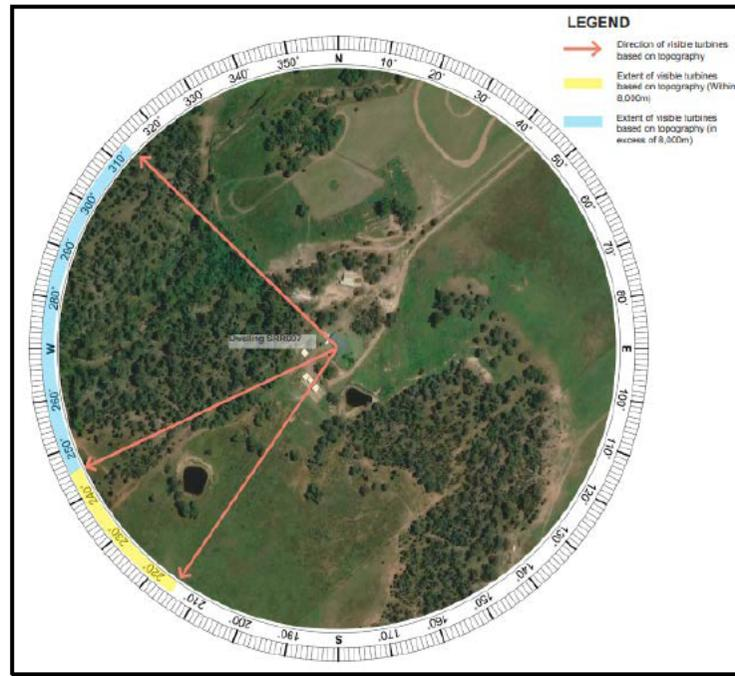 LEGEND
Direction of visible turbines
based on topography
Extent of visible turbines
based on topography (Within
8,000m)
Extent of visible turbines
based on topography (in
excess of 8,000m)
N
10°
20°
30°
40°
50°
60°
70°
80°
E
100°
110°
120°
130°
140°
150°
160°
170°
S
190°
200°
210°
220°
230°
240°
250°
260°
W
280°
290°
300°
310°
320°
330°
340°
350°
Dwelling SRR007